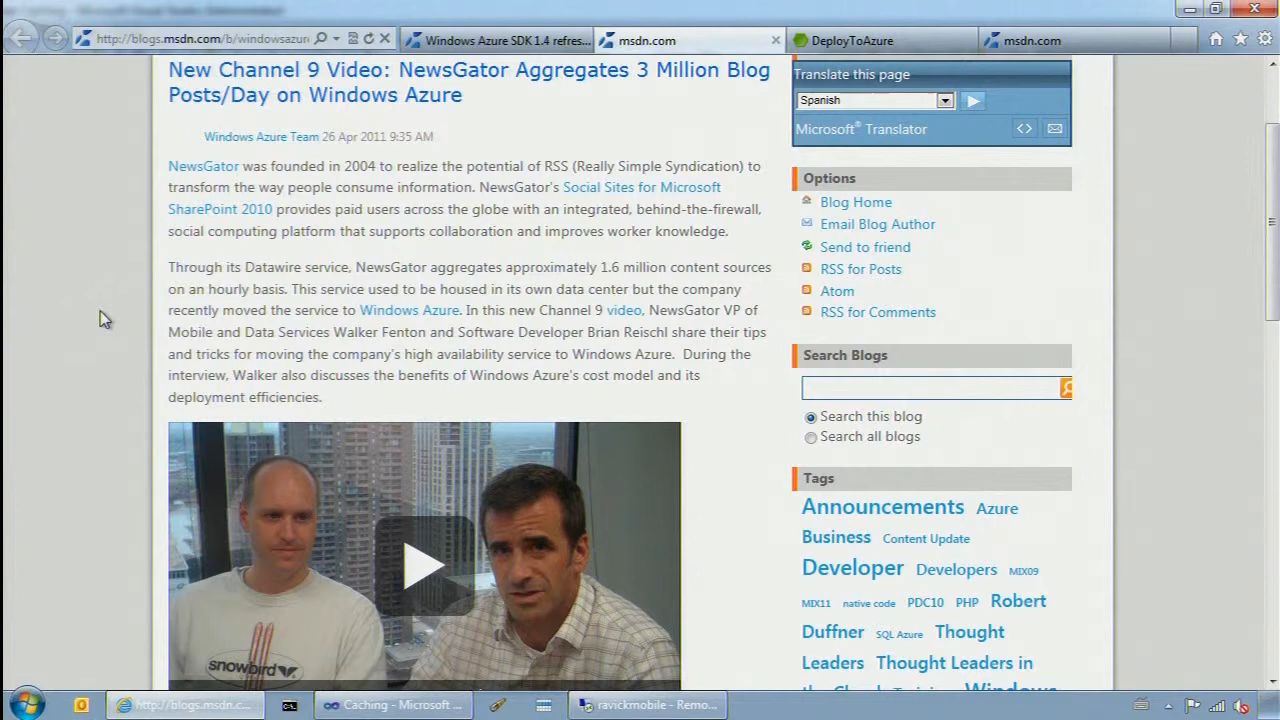 http://blogs.msdn.com/b/windowsazur
Windows Azure SDK 1.4 refres...
msdn.com
DeployToAzure
msdn.com
New Channel 9 Video: NewsGator Aggregates 3 Million Blog
Posts/Day on Windows Azure
Windows Azure Team 26 Apr 2011 9:35 AM
NewsGator was founded in 2004 to realize the potential of RSS (Really Simple Syndication) to
transform the way people consume information. NewsGator's Social Sites for Microsoft
SharePoint 2010 provides paid users across the globe with an integrated, behind-the-firewall,
social computing platform that supports collaboration and improves worker knowledge.
Through its Datawire service, NewsGator aggregates approximately 1.6 million content sources
on an hourly basis. This service used to be housed in its own data center but the company
recently moved the service to Windows Azure. In this new Channel 9 video, NewsGator VP of
Mobile and Data Services Walker Fenton and Software Developer Brian Reischl share their tips
and tricks for moving the company's high availability service to Windows Azure. During the
interview, Walker also discusses the benefits of Windows Azure's cost model and its
deployment efficiencies.
snowbird
Translate this page
Spanish
Microsoft® Translator
Options
Blog Home
Email Blog Author
Send to friend
RSS for Posts
Atom
RSS for Comments
Search Blogs
Search this blog
Search all blogs
Tags
Announcements Azure
Business Content Update
Developer Developers MIX09
MIX11 native code PDC10 PHP Robert
Duffner SQL Azure Thought
Leaders Thought Leaders in
the Cloud Training Windows
http://blogs.msdn.c...
Caching - Microsoft ...
ravickmobile - Remo...